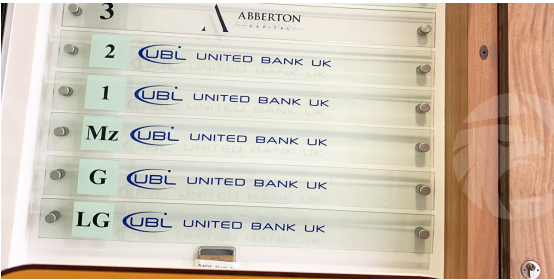 3 ABBERTON
CAPITAL
2 UBL UNITED BANK UK
1 UBL UNITED BANK UK
Mz UBL UNITED BANK UK
G UBL UNITED BANK UK
LG UBL UNITED BANK UK